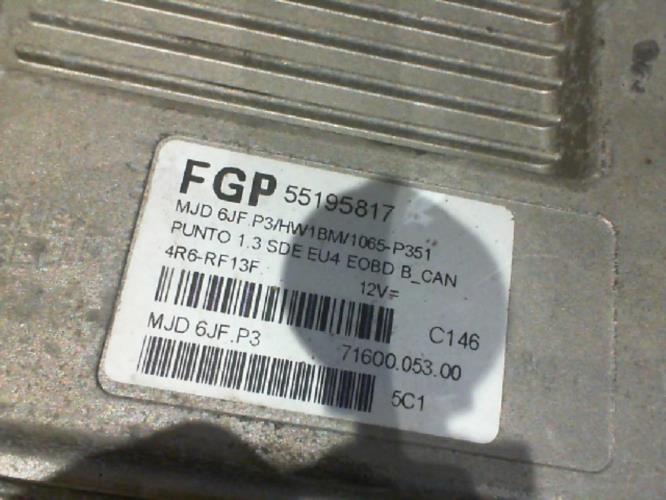 FGP 55195817
MJD 6JF.P3/HW1BM/1065-P351
PUNTO 1.3 SDE EU4 EOBD B_CAN
4R6-RF13F 12V=
C146
MJD 6JF.P3 71600.053.00
5C1